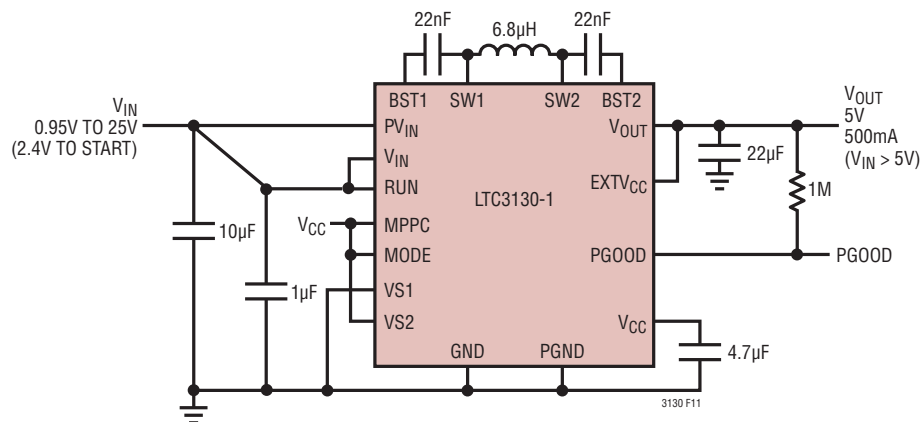 22nF
6.8µH
22nF
BST1
SW1
SW2
BST2
VIN
0.95V TO 25V
(2.4V TO START)
PVIN
VOUT
VOUT
5V
500mA
(VIN > 5V)
VIN
22µF
RUN
EXTVCC
LTC3130-1
1M
10µF
VCC
MPPC
MODE
PGOOD
PGOOD
1µF
VS1
VS2
VCC
4.7µF
GND
PGND
3130 F11